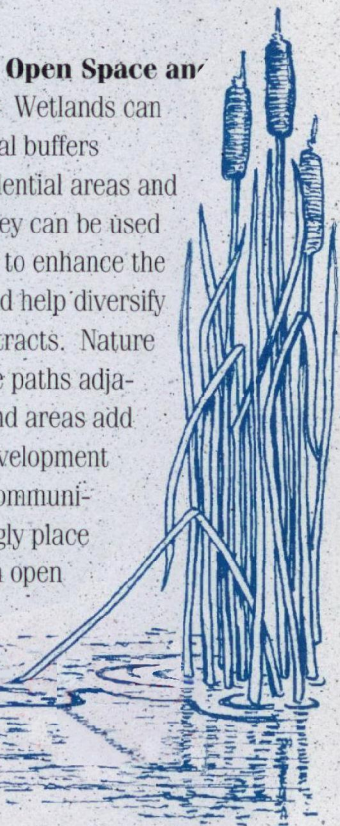 Open Space an
Wetlands can
al buffers
dential areas and
ey can be used
to enhance the
d help diversify
tracts. Nature
e paths adja-
nd areas add
velopment
ommuni-
gly place
n open